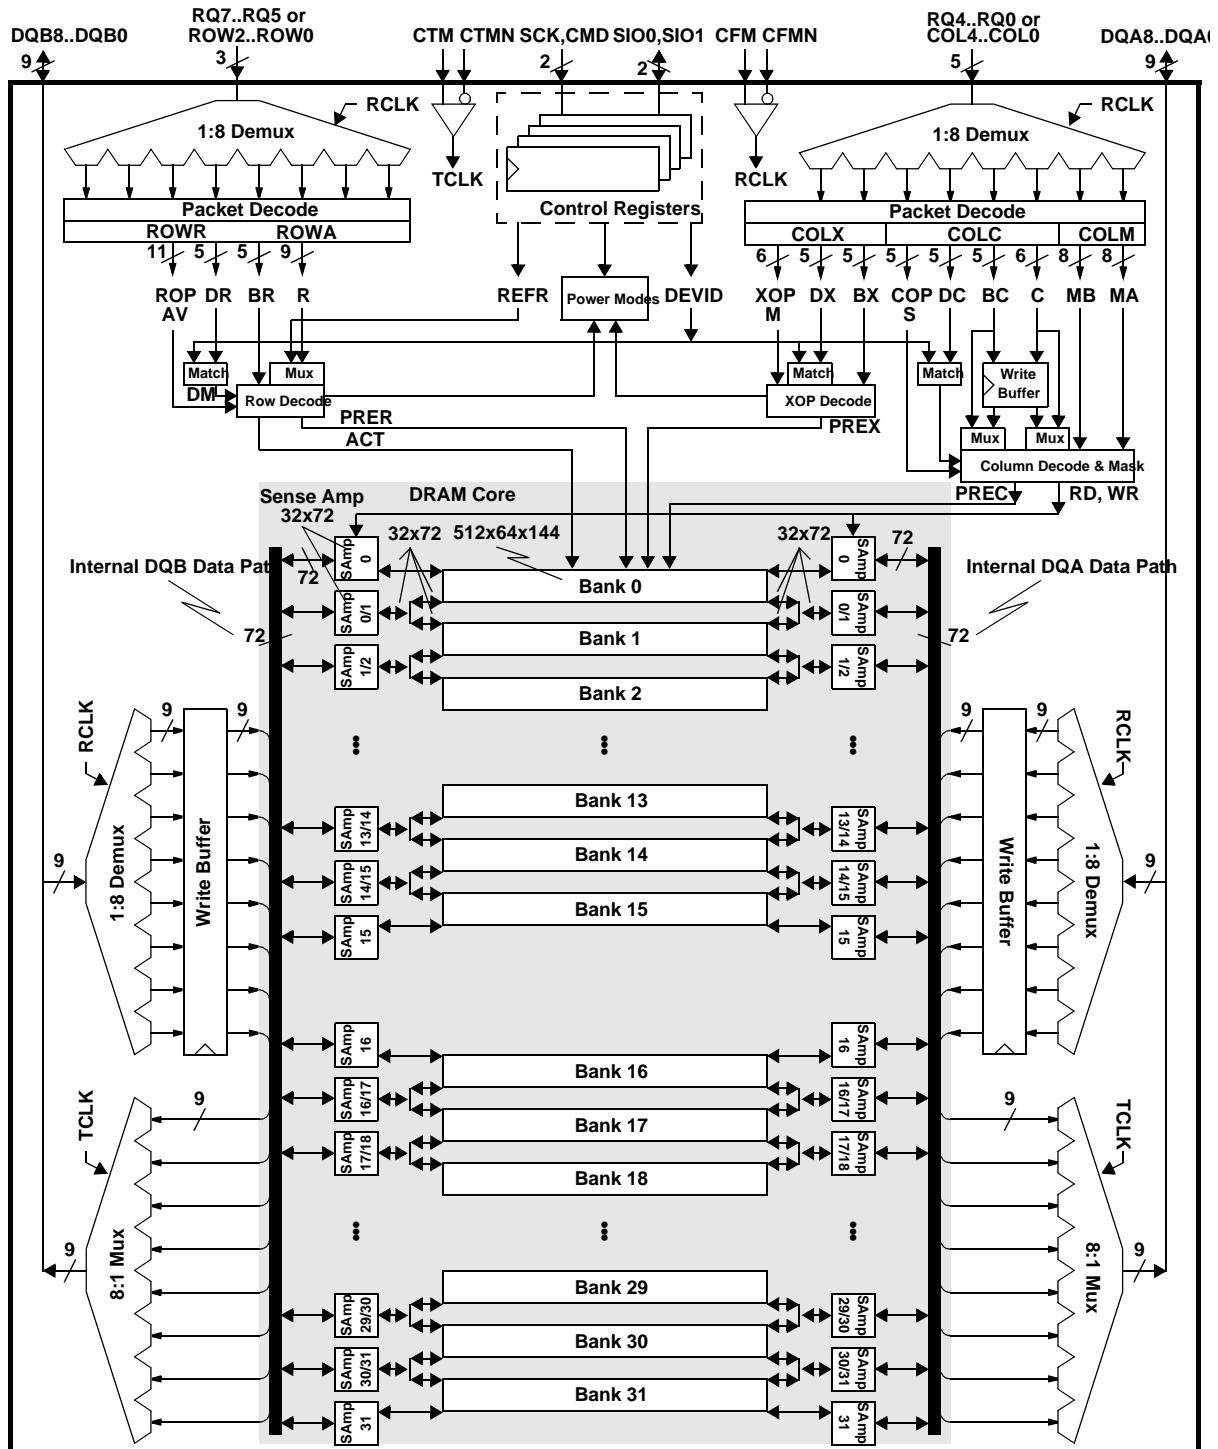 DQB8..DQB0
RQ7..RQ5 or
ROW2..ROW0
CTM CTMN SCK,CMD SIO0,SIO1 CFM CFMN
RQ4..RQ0 or
COL4..COL0
DQA8..DQA0
9
3
2
2
5
9
RCLK
1:8 Demux
TCLK
Control Registers
RCLK
RCLK
1:8 Demux
Packet Decode
ROWR
ROWA
Packet Decode
COLX
COLC
COLM
11
5
5
9
6
5
5
5
5
5
6
8
8
ROP
AV
DR
BR
R
REFR
Power Modes
DEVID
XOP
M
DX
BX
COP
S
DC
BC
C
MB
MA
Match
Mux
DM
Row Decode
Match
XOP Decode
Match
Write
Buffer
Mux
Mux
Column Decode & Mask
PRER
ACT
PREX
PREC
RD, WR
Sense Amp
32x72
DRAM Core
32x72
512x64x144
32x72
72
72
Internal DQB Data Path
Internal DQA Data Path
72
72
SAmp
0
Bank 0
SAmp
0
SAmp
0/1
Bank 1
SAmp
0/1
SAmp
1/2
Bank 2
SAmp
1/2
•••
•••
•••
RCLK
9
9
9
9
RCLK
9
1:8 Demux
Write Buffer
Write Buffer
1:8 Demux
9
Bank 13
SAmp
13/14
Bank 14
SAmp
13/14
SAmp
14/15
Bank 15
SAmp
14/15
SAmp
15
SAmp
15
SAmp
16
Bank 16
SAmp
16
SAmp
16/17
Bank 17
SAmp
16/17
SAmp
17/18
Bank 18
SAmp
17/18
•••
•••
•••
TCLK
9
9
TCLK
9
8:1 Mux
8:1 Mux
9
Bank 29
SAmp
29/30
Bank 30
SAmp
29/30
SAmp
30/31
Bank 31
SAmp
30/31
SAmp
31
SAmp
31